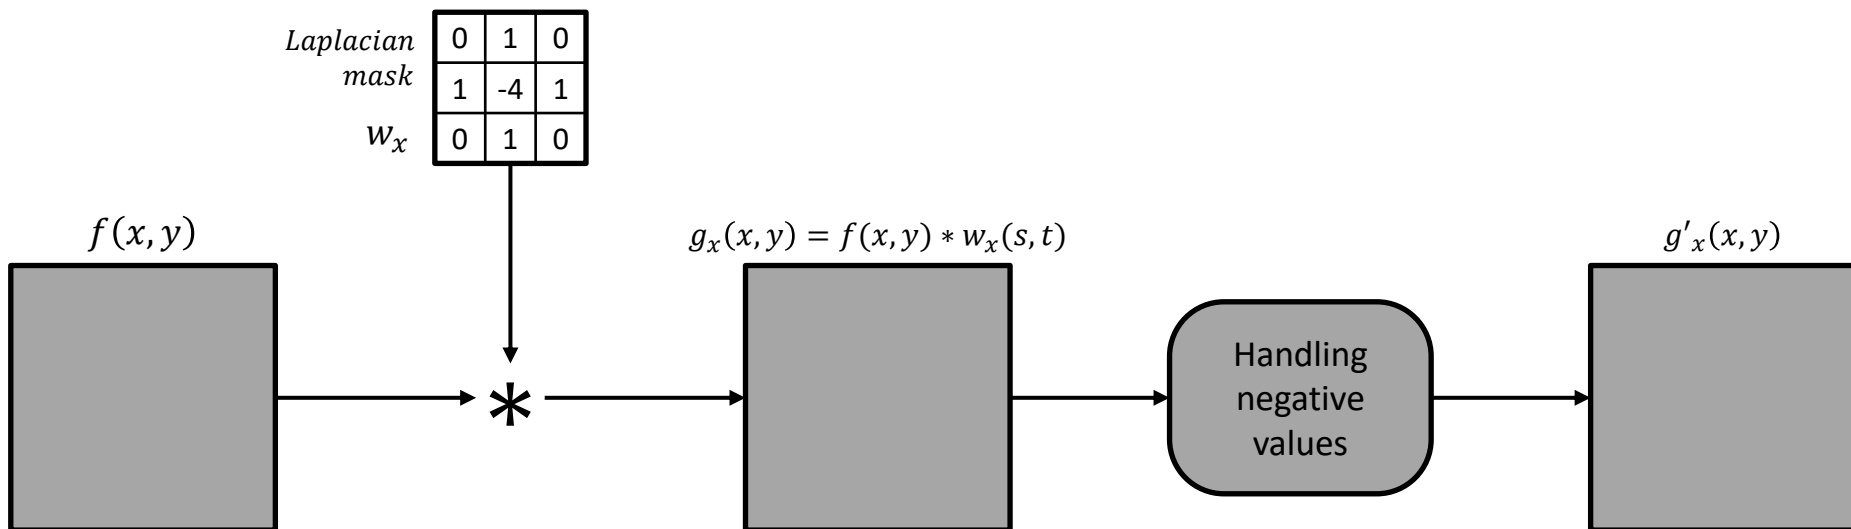 Laplacian
mask
w_x
0 1 0
1 -4 1
0 1 0
f(x, y)
*
g_x(x, y) = f(x, y) ∗ w_x(s, t)
Handling
negative
values
g'_x(x, y)